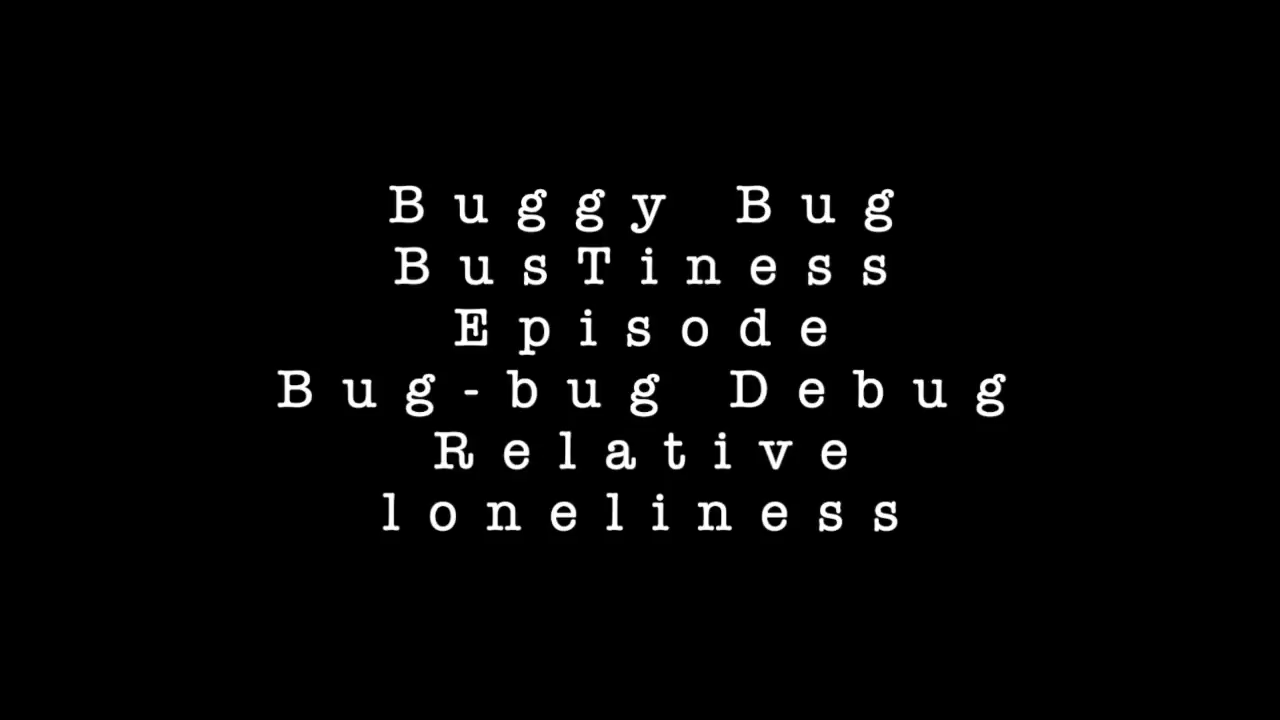 Buggy Bug
BusTiness
Episode
Bug-bug Debug
Relative
loneliness